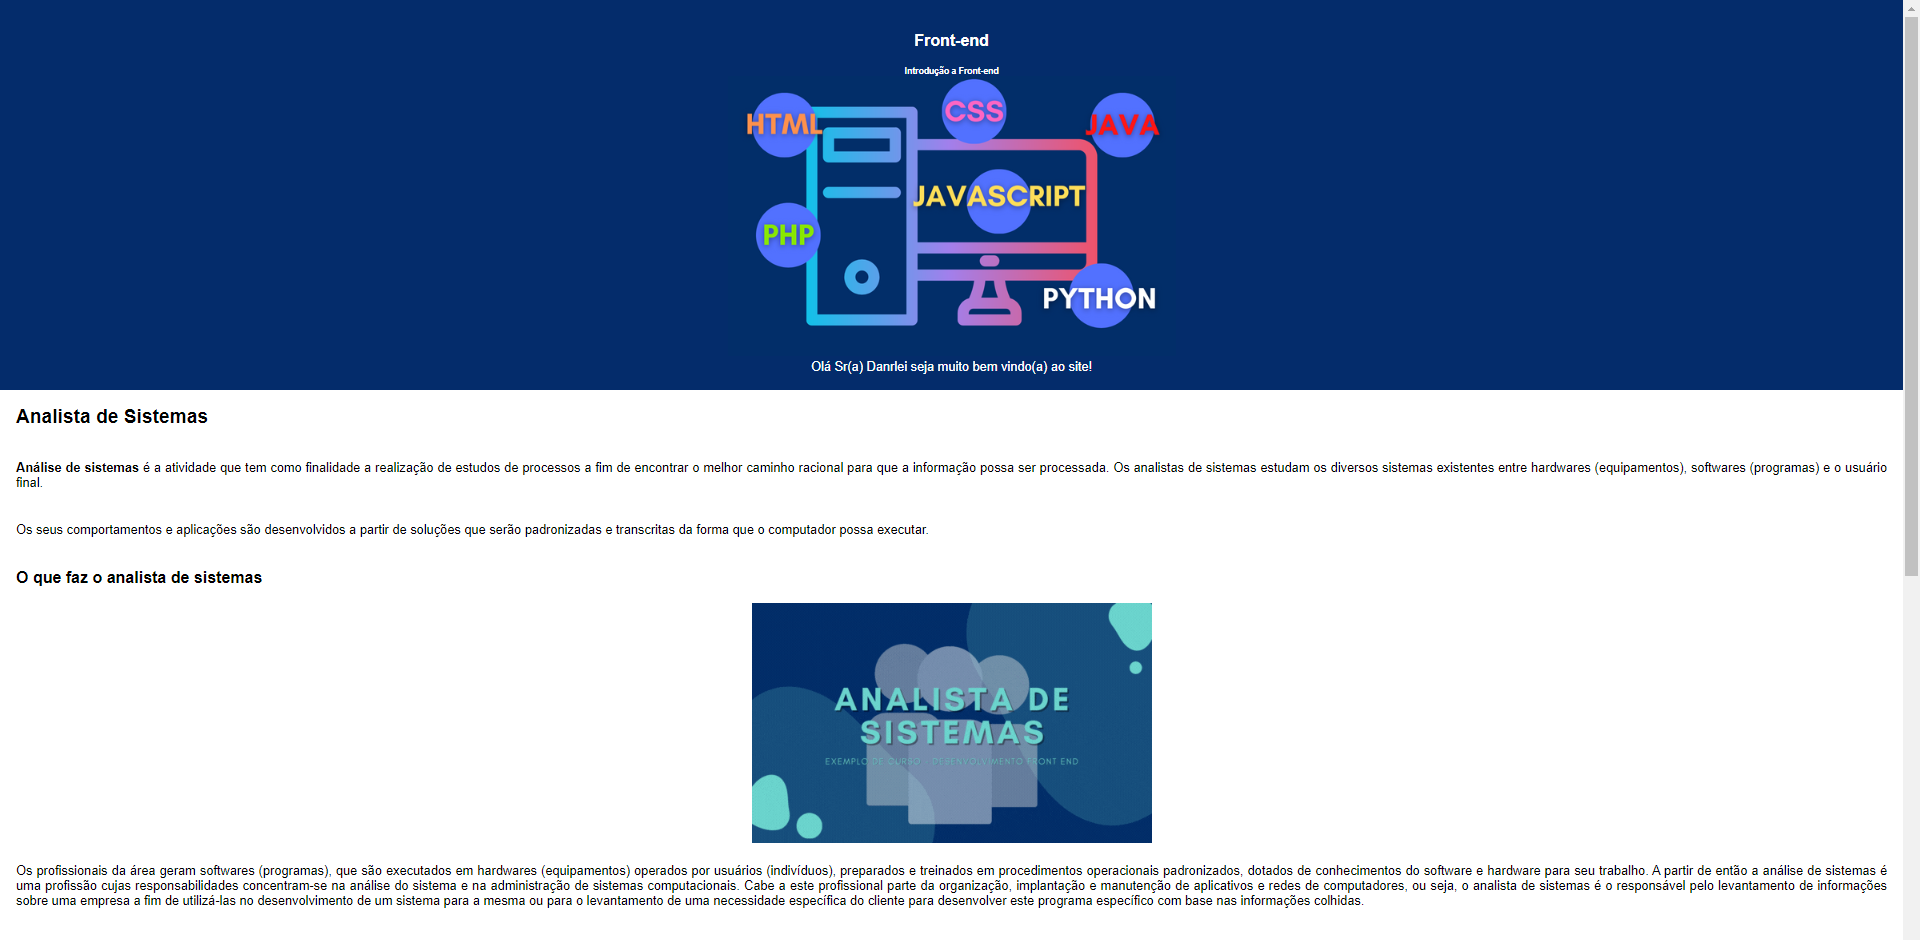 Front-end
Introdução a Front-end
CSS
HTML
JAVA
JAVASCRIPT
PHP
PYTHON
Olá Sr(a) Danrlei seja muito bem vindo(a) ao site!
Analista de Sistemas
Análise de sistemas é a atividade que tem como finalidade a realização de estudos de processos a fim de encontrar o melhor caminho racional para que a informação possa ser processada. Os analistas de sistemas estudam os diversos sistemas existentes entre hardwares (equipamentos), softwares (programas) e o usuário
final.
Os seus comportamentos e aplicações são desenvolvidos a partir de soluções que serão padronizadas e transcritas da forma que o computador possa executar.
O que faz o analista de sistemas
ANALISTA DE
SISTEMAS
EXEMPLO DE CURSO - DESENVOLVIMENTO FRONT END
Os profissionais da área geram softwares (programas), que são executados em hardwares (equipamentos) operados por usuários (indivíduos), preparados e treinados em procedimentos operacionais padronizados, dotados de conhecimentos do software e hardware para seu trabalho. A partir de então a análise de sistemas é
uma profissão cujas responsabilidades concentram-se na análise do sistema e na administração de sistemas computacionais. Cabe a este profissional parte da organização, implantação e manutenção de aplicativos e redes de computadores, ou seja, o analista de sistemas é o responsável pelo levantamento de informações
sobre uma empresa a fim de utilizá-las no desenvolvimento de um sistema para a mesma ou para o levantamento de uma necessidade específica do cliente para desenvolver este programa específico com base nas informações colhidas.